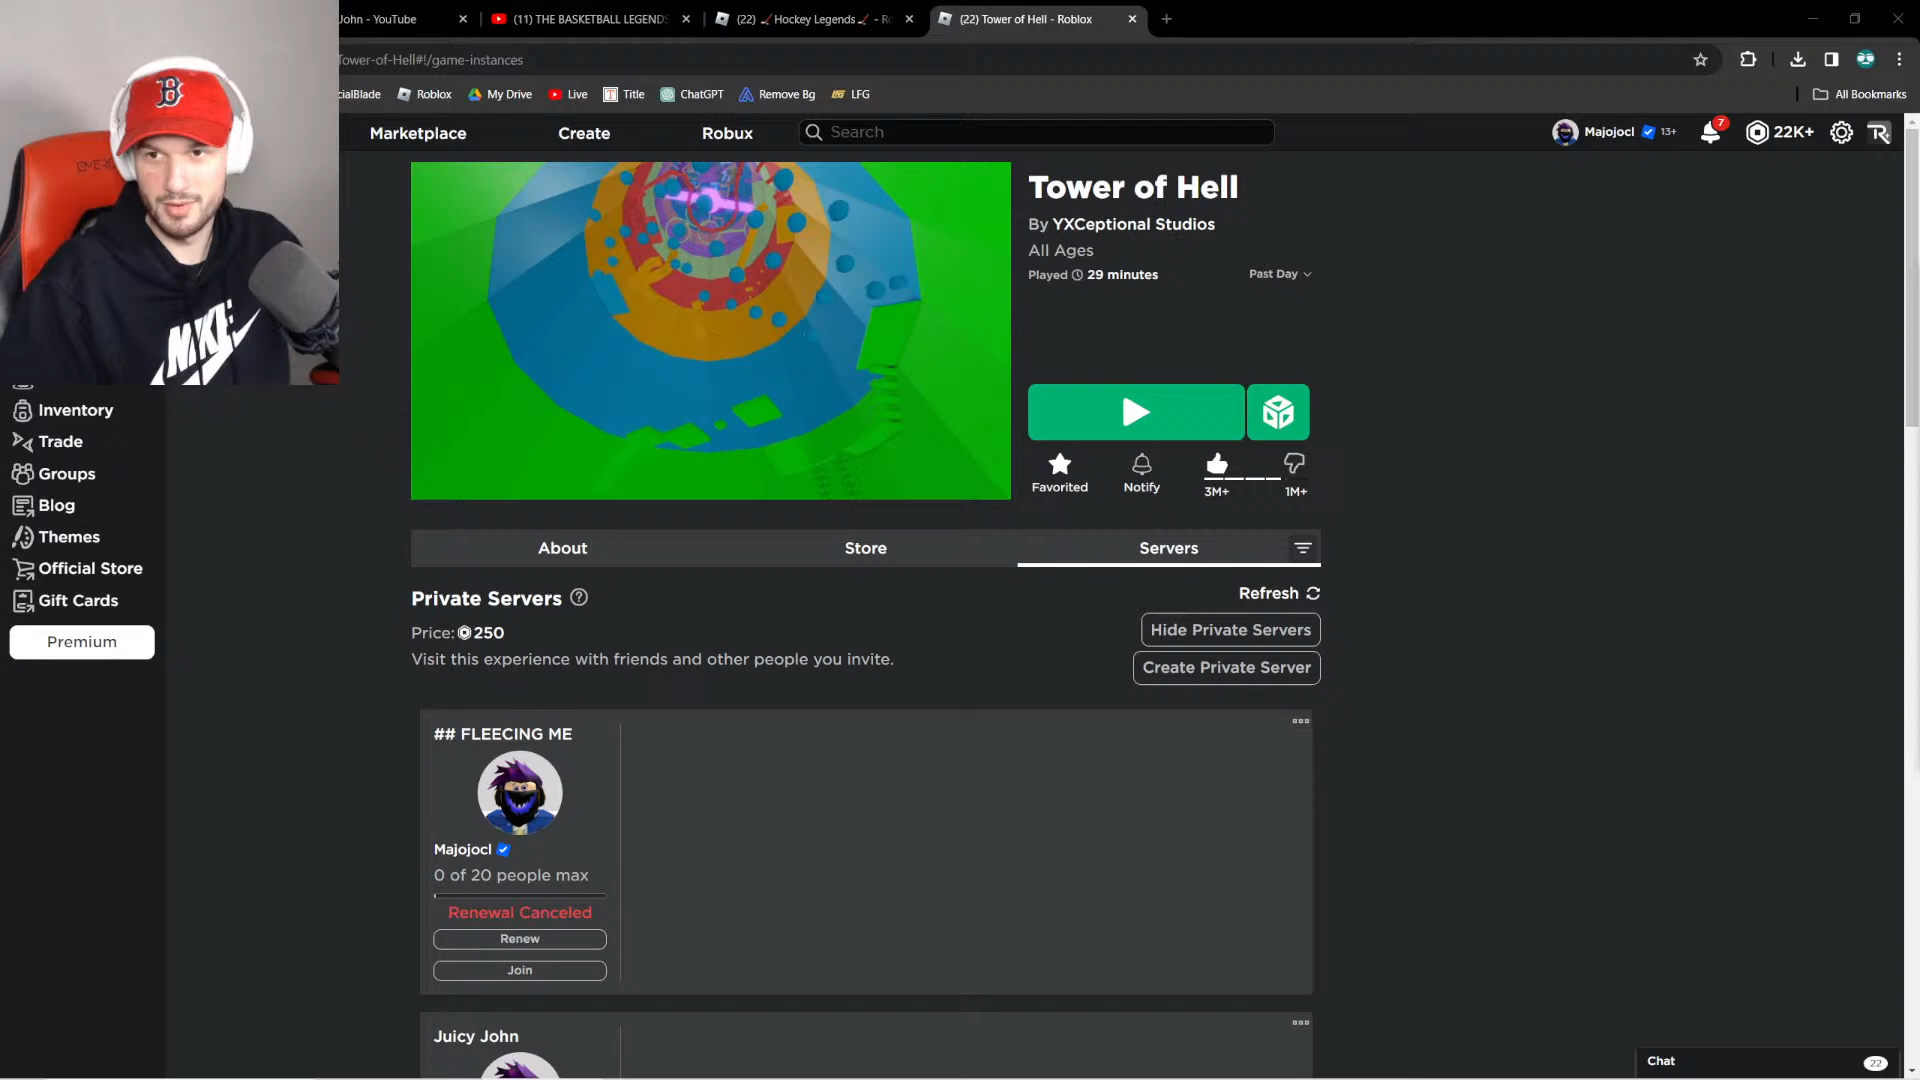 John - YouTube
(11) THE BASKETBALL LEGENDS
(22) 🏒Hockey Legends🏒 - Ro
(22) Tower of Hell - Roblox
Tower-of-Hell#!/game-instances
cialBlade
Roblox
My Drive
Live
Title
ChatGPT
Remove Bg
LFG
All Bookmarks
Marketplace
Create
Robux
Search
Majojocl
13+
7
22K+
B
NIKE
Tower of Hell
By YXCeptional Studios
All Ages
Played 29 minutes
Past Day
Inventory
Trade
Groups
Blog
Themes
Official Store
Gift Cards
Premium
Favorited
Notify
3M+
1M+
About
Store
Servers
Private Servers
Refresh
Price: 250
Hide Private Servers
Visit this experience with friends and other people you invite.
Create Private Server
## FLEECING ME
Majojocl
0 of 20 people max
Renewal Canceled
Renew
Join
Juicy John
Chat
22